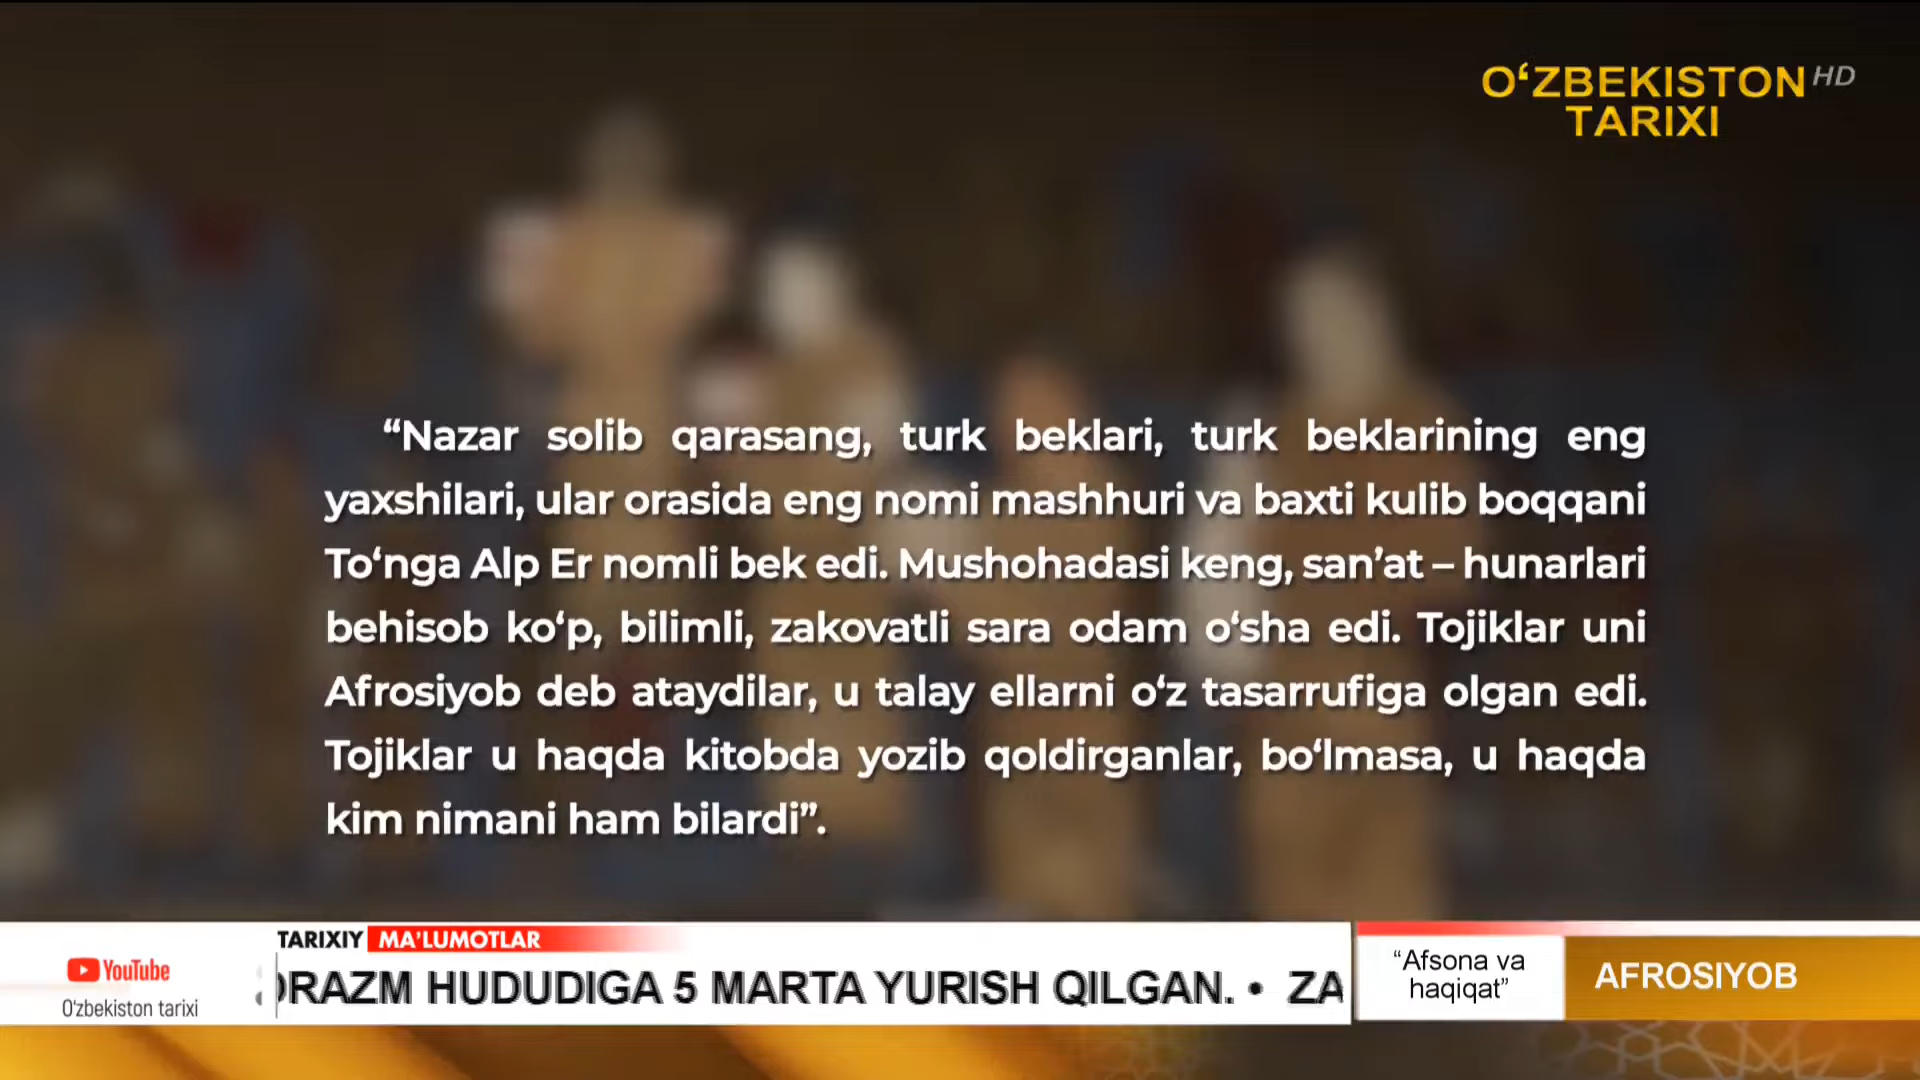 O‘ZBEKISTON HD
TARIXI
“Nazar solib qarasang, turk beklari, turk beklarining eng
yaxshilari, ular orasida eng nomi mashhuri va baxti kulib boqqani
To‘nga Alp Er nomli bek edi. Mushohadasi keng, san’at – hunarlari
behisob ko‘p, bilimli, zakovatli sara odam o‘sha edi. Tojiklar uni
Afrosiyob deb ataydilar, u talay ellarni o‘z tasarrufiga olgan edi.
Tojiklar u haqda kitobda yozib qoldirganlar, bo‘lmasa, u haqda
kim nimani ham bilardi”.
TARIXIY MA’LUMOTLAR
YouTube
O‘zbekiston tarixi
ORAZM HUDUDIGA 5 MARTA YURISH QILGAN. • ZA
“Afsona va
haqiqat”
AFROSIYOB